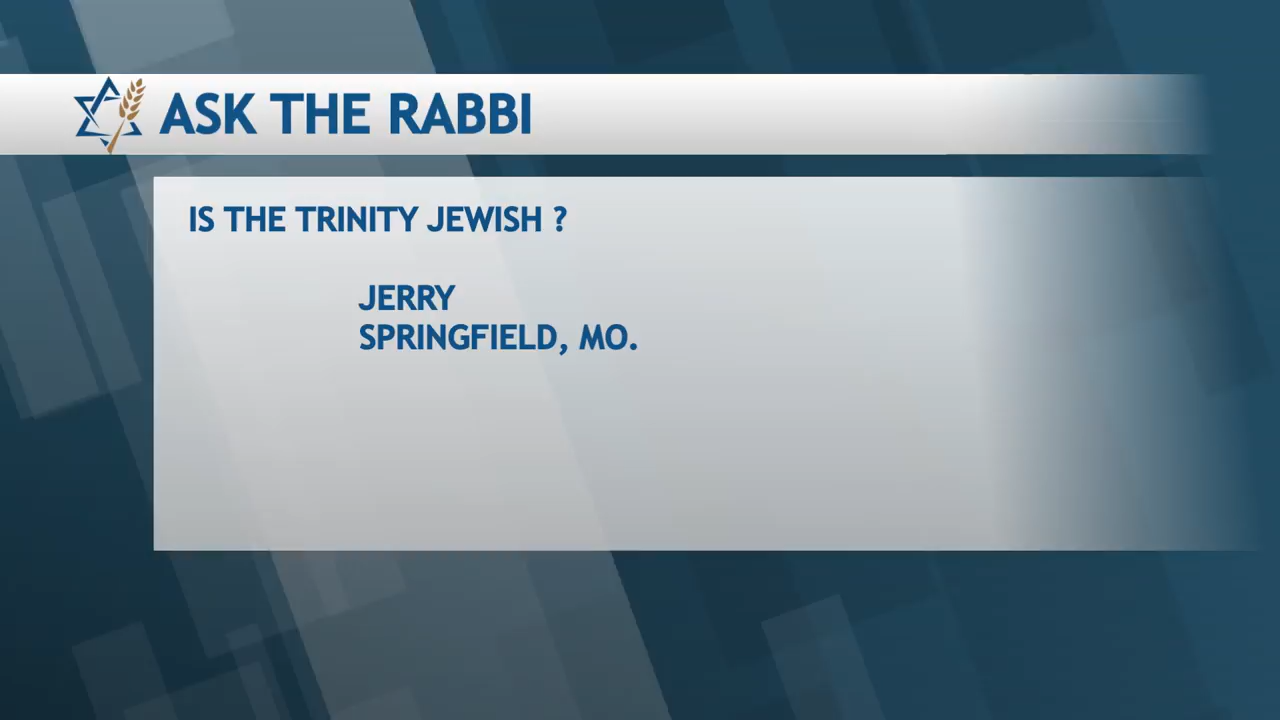 ASK THE RABBI
IS THE TRINITY JEWISH ?
JERRY
SPRINGFIELD, MO.